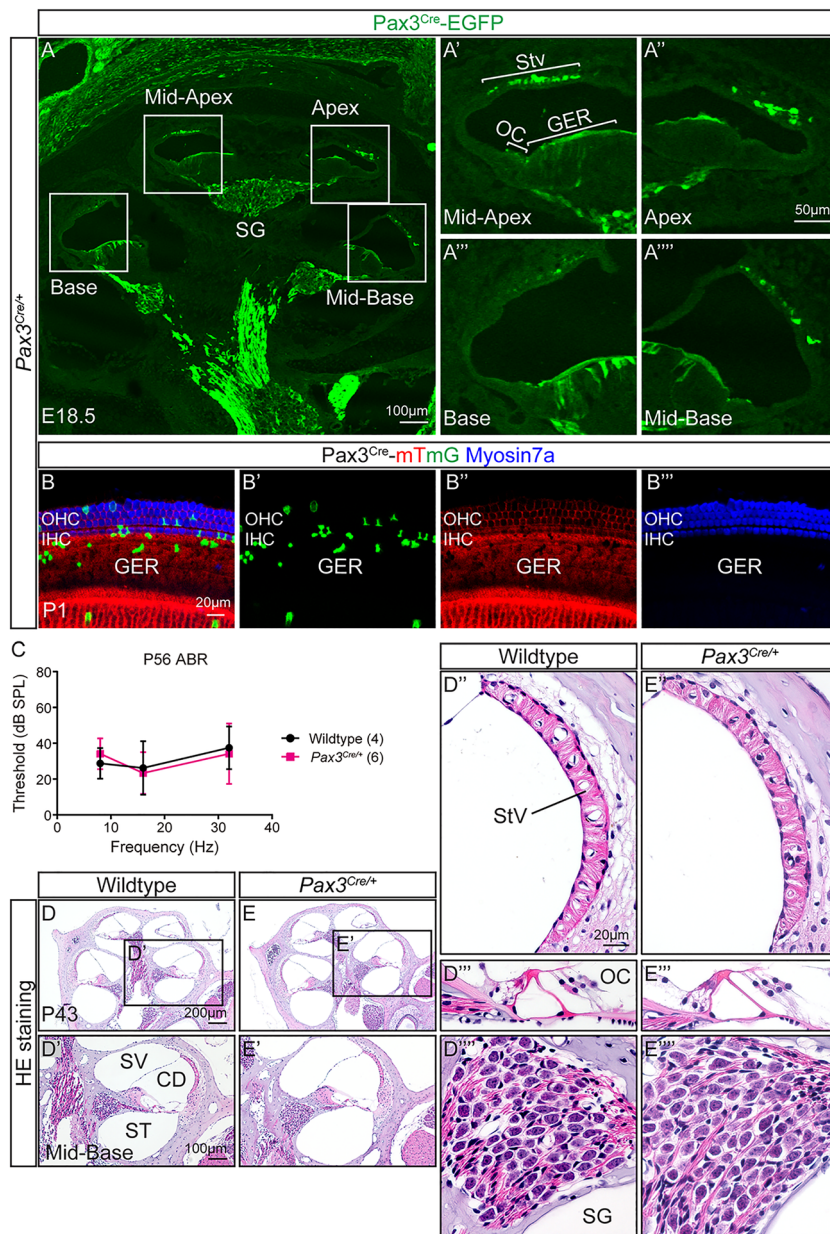 Pax3Cre-EGFP
Pax3Cre/+
A
Mid-Apex
Apex
SG
Base
Mid-Base
E18.5
100µm
A'
Stv
OC
GER
Mid-Apex
A''
Apex
50µm
A'''
Base
A''''
Mid-Base
Pax3Cre-mTmG Myosin7a
B
OHC
IHC
GER
P1
20µm
B'
OHC
IHC
GER
B''
OHC
IHC
GER
B'''
OHC
IHC
GER
C
P56 ABR
Threshold (dB SPL)
80
60
40
20
0
0 10 20 30 40
Frequency (Hz)
Wildtype (4)
Pax3Cre/+ (6)
Wildtype
Pax3Cre/+
HE staining
D
D'
P43
200µm
E
E'
D'
SV
CD
ST
Mid-Base
100µm
E'
Wildtype
Pax3Cre/+
D''
StV
20µm
E''
D'''
OC
E'''
D''''
SG
E''''